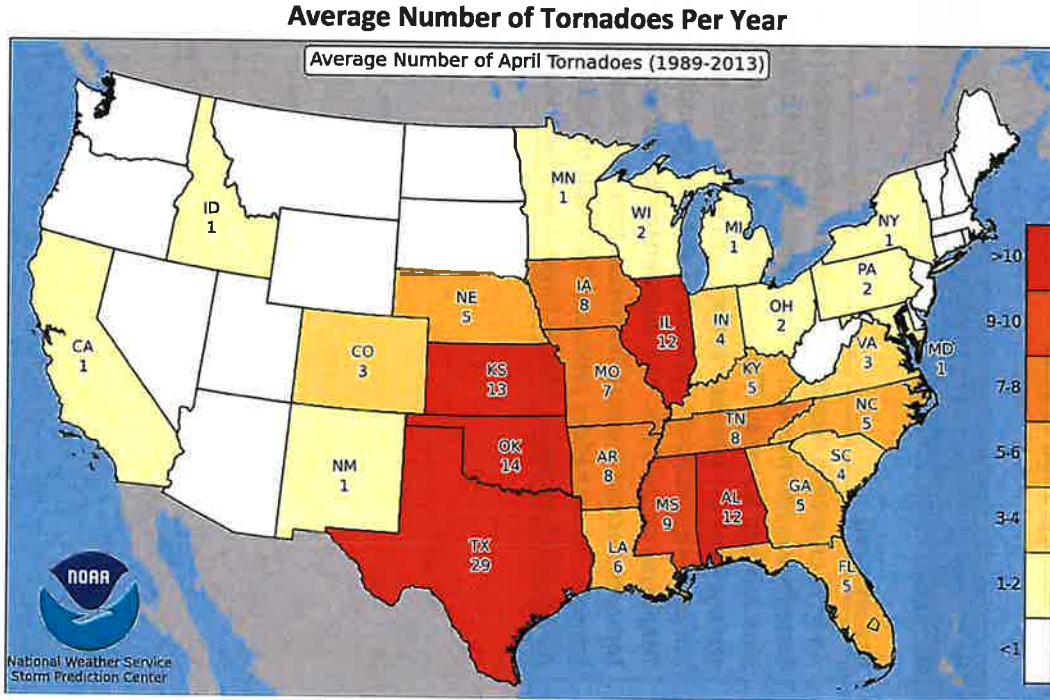 Average Number of Tornadoes Per Year
Average Number of April Tornadoes (1989-2013)
MN
1
ID
1
WI
2
MI
1
NY
1
>10
PA
2
IA
8
NE
5
OH
2
IL
12
IN
4
9-10
CA
1
CO
3
VA
3
MD
1
KS
13
MO
7
KY
5
7-8
NC
5
TN
8
OK
14
AR
8
SC
4
5-6
NM
1
GA
5
MS
9
AL
12
3-4
TX
29
LA
6
FL
5
1-2
NOAA
<1
National Weather Service
Storm Prediction Center